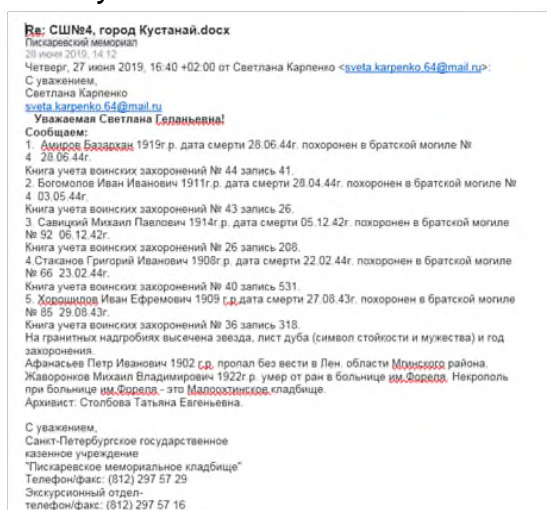 Re: СШ№4, город Кустанай.docx
Пискаревский мемориал
28 июня 2019, 14:12
Четверг, 27 июня 2019, 16:40 +02:00 от Светлана Карпенко <sveta.karpenko.64@mail.ru>:
С уважением,
Светлана Карпенко
sveta.karpenko.64@mail.ru
Уважаемая Светлана Геланьевна!
Сообщаем:
1. Амиров Базархан 1919г.р. дата смерти 28.06.44г. похоронен в братской могиле №
4 28.06.44г.
Книга учета воинских захоронений № 44 запись 41.
2. Богомолов Иван Иванович 1911г.р. дата смерти 28.04.44г. похоронен в братской могиле №
4 03.05.44г.
Книга учета воинских захоронений № 43 запись 26.
3. Савицкий Михаил Павлович 1914г.р. дата смерти 05.12.42г. похоронен в братской могиле
№ 92 06.12.42г.
Книга учета воинских захоронений № 26 запись 208.
4.Стаканов Григорий Иванович 1908г.р. дата смерти 22.02.44г. похоронен в братской могиле
№ 66 23.02.44г.
Книга учета воинских захоронений № 40 запись 531.
5. Хорошилов Иван Ефремович 1909 г.р.дата смерти 27.08.43г. похоронен в братской могиле
№ 85 29.08.43г.
Книга учета воинских захоронений № 36 запись 318.
На гранитных надгробиях высечена звезда, лист дуба (символ стойкости и мужества) и год
захоронения.
Афанасьев Петр Иванович 1902 г.р. пропал без вести в Лен. области Мгинского района.
Жаворонков Михаил Владимирович 1922г.р. умер от ран в больнице им.Фореля. Некрополь
при больнице им.Фореля - это Малоохтинское кладбище.
Архивист: Столбова Татьяна Евгеньевна.
С уважением,
Санкт-Петербургское государственное
казенное учреждение
"Пискаревское мемориальное кладбище"
Телефон/факс: (812) 297 57 29
Экскурсионный отдел-
телефон/факс: (812) 297 57 16